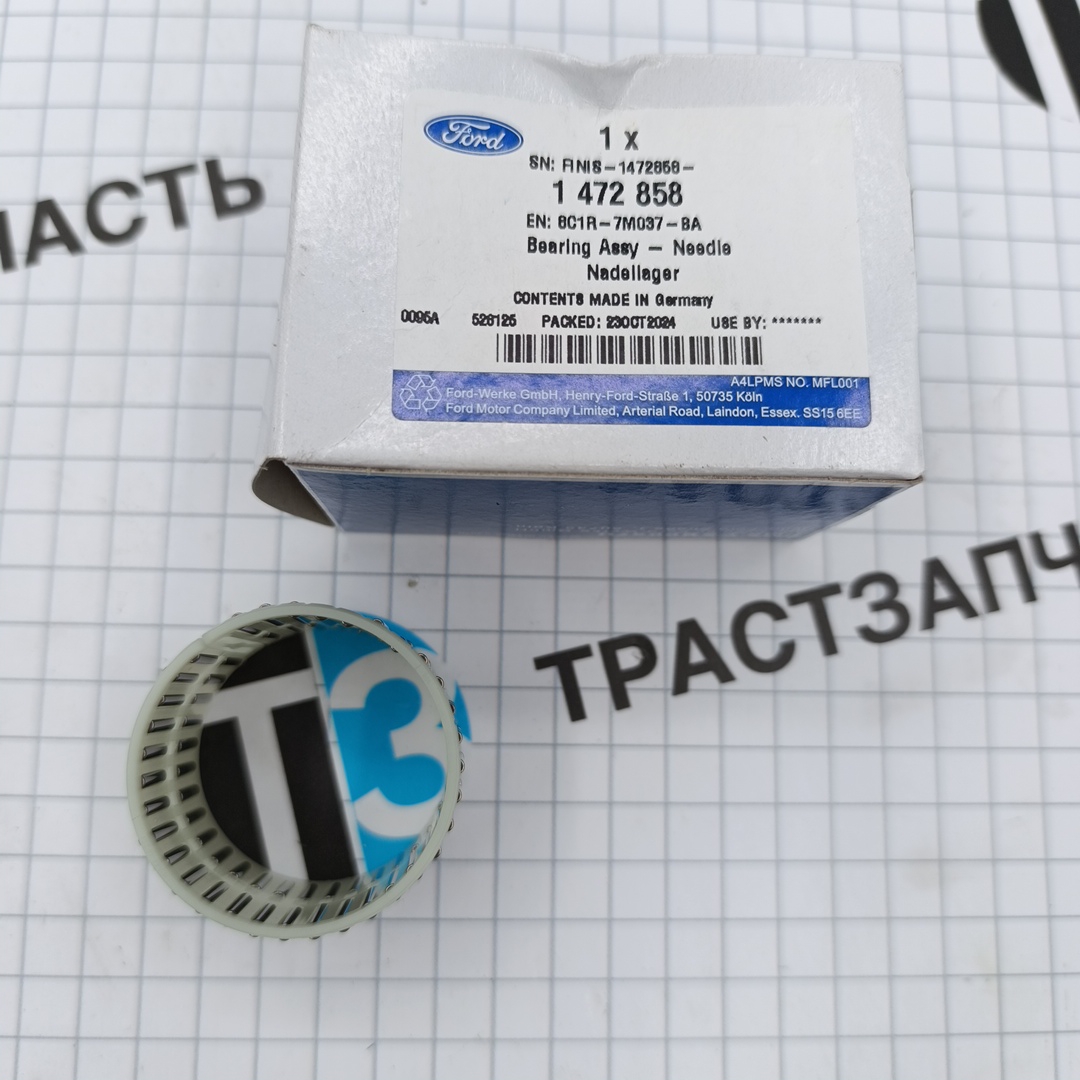 Ford
1 x
SN: FINIS-1472858-
1 472 858
EN: 8C1R-7M037-BA
Bearing Assy - Needle
Nadellager
CONTENTS MADE IN Germany
0095A 526125 PACKED: 23OCT2024 USE BY: *******
A4LPMS NO. MFL001
Ford-Werke GmbH, Henry-Ford-Straße 1, 50735 Köln
Ford Motor Company Limited, Arterial Road, Laindon, Essex. SS15 6EE
ПЧАСТЬ
ТРАСТЗАПЧ
ТЗ